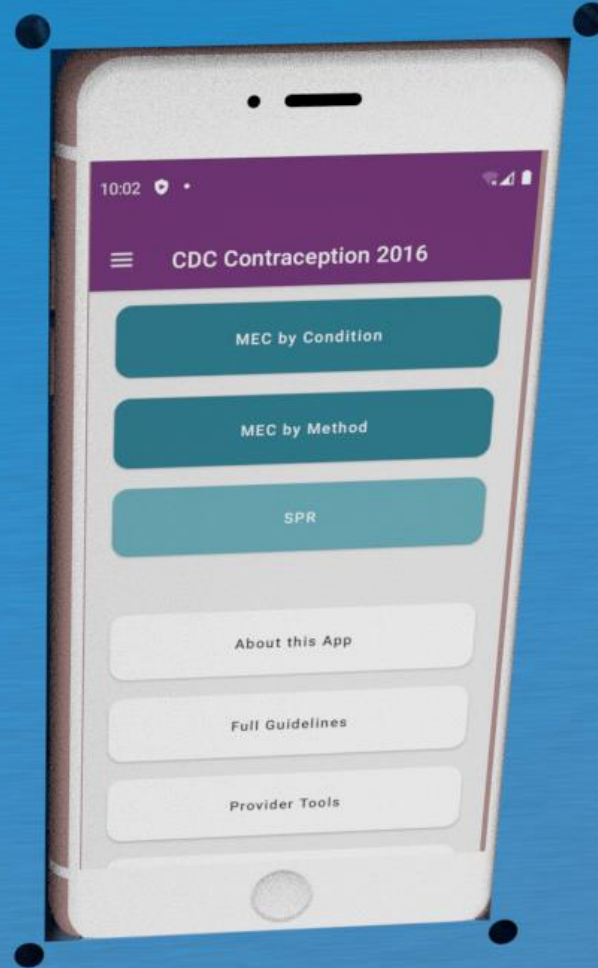 10:02
CDC Contraception 2016
MEC by Condition
MEC by Method
SPR
About this App
Full Guidelines
Provider Tools